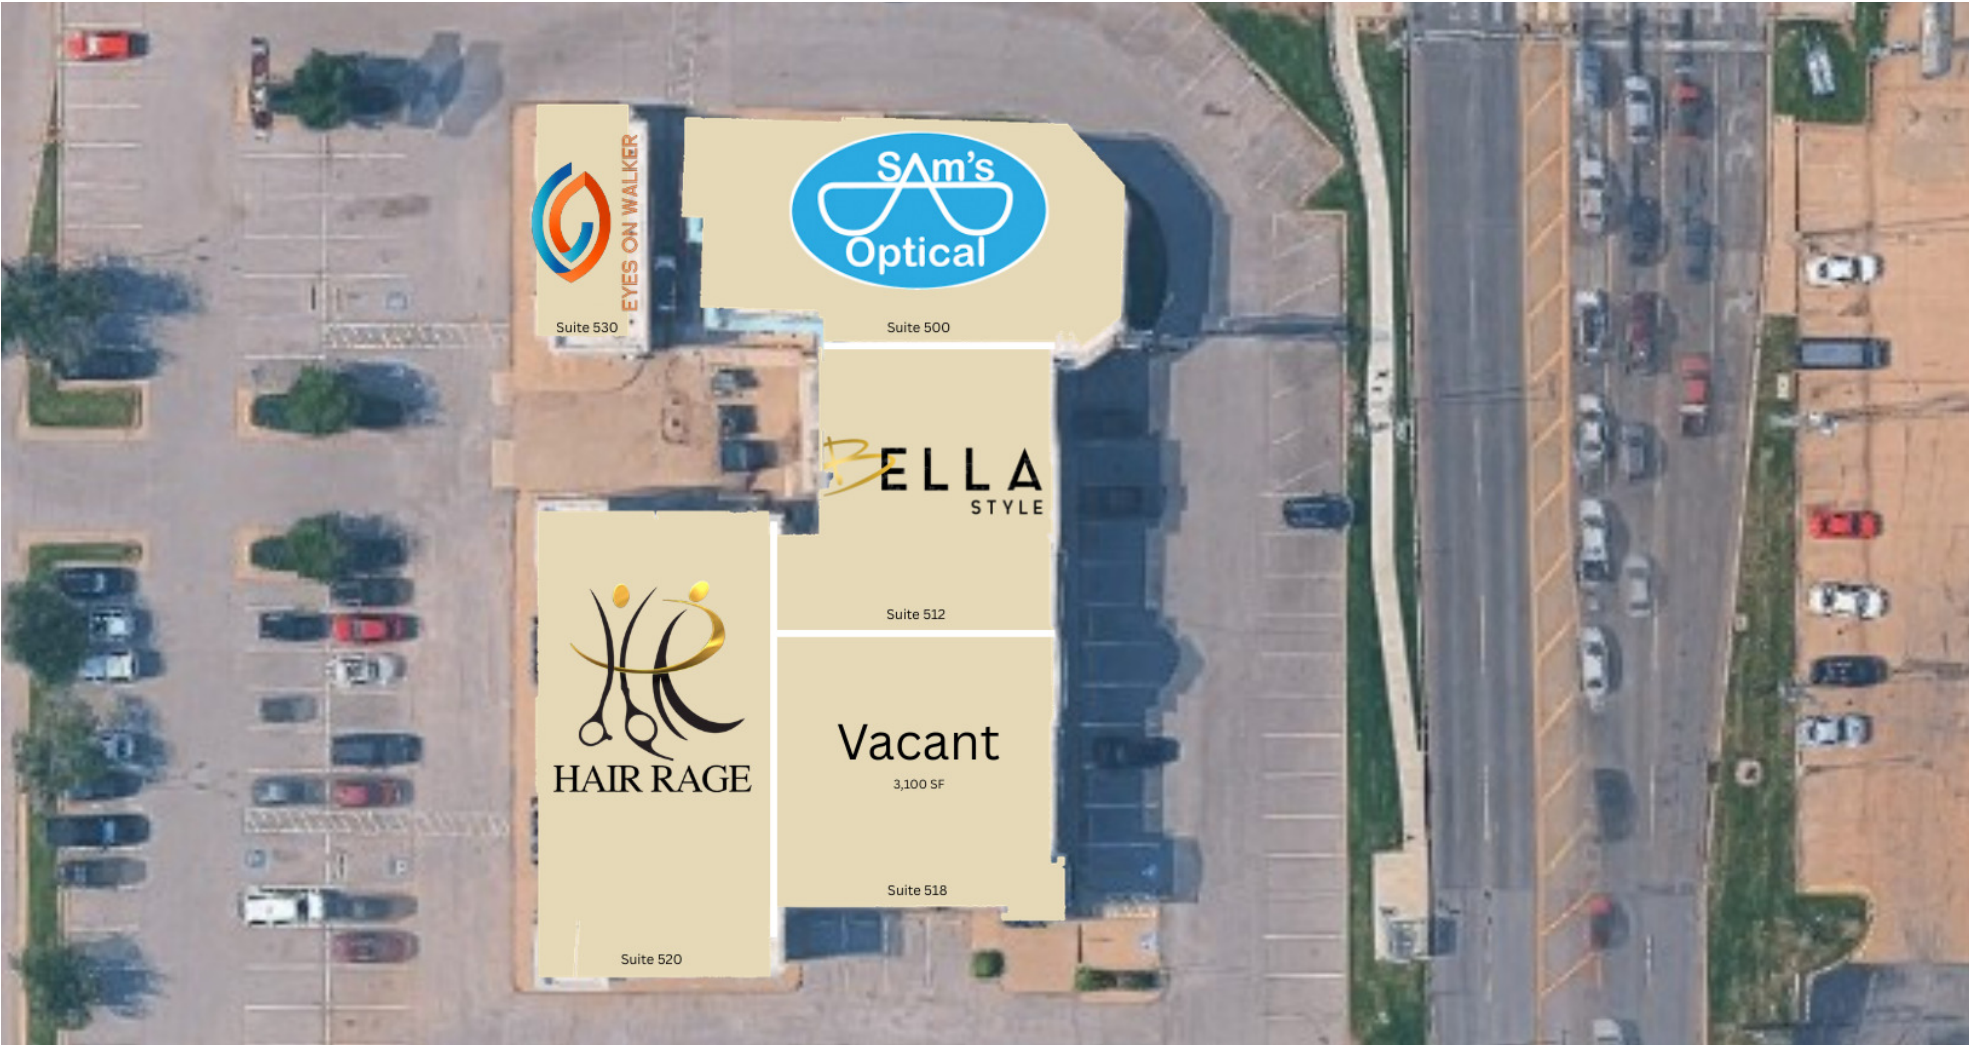 EYES ON WALKER
Suite 530
SAm's
Optical
Suite 500
BELLA
STYLE
Suite 512
HAIR RAGE
Suite 520
Vacant
3,100 SF
Suite 518